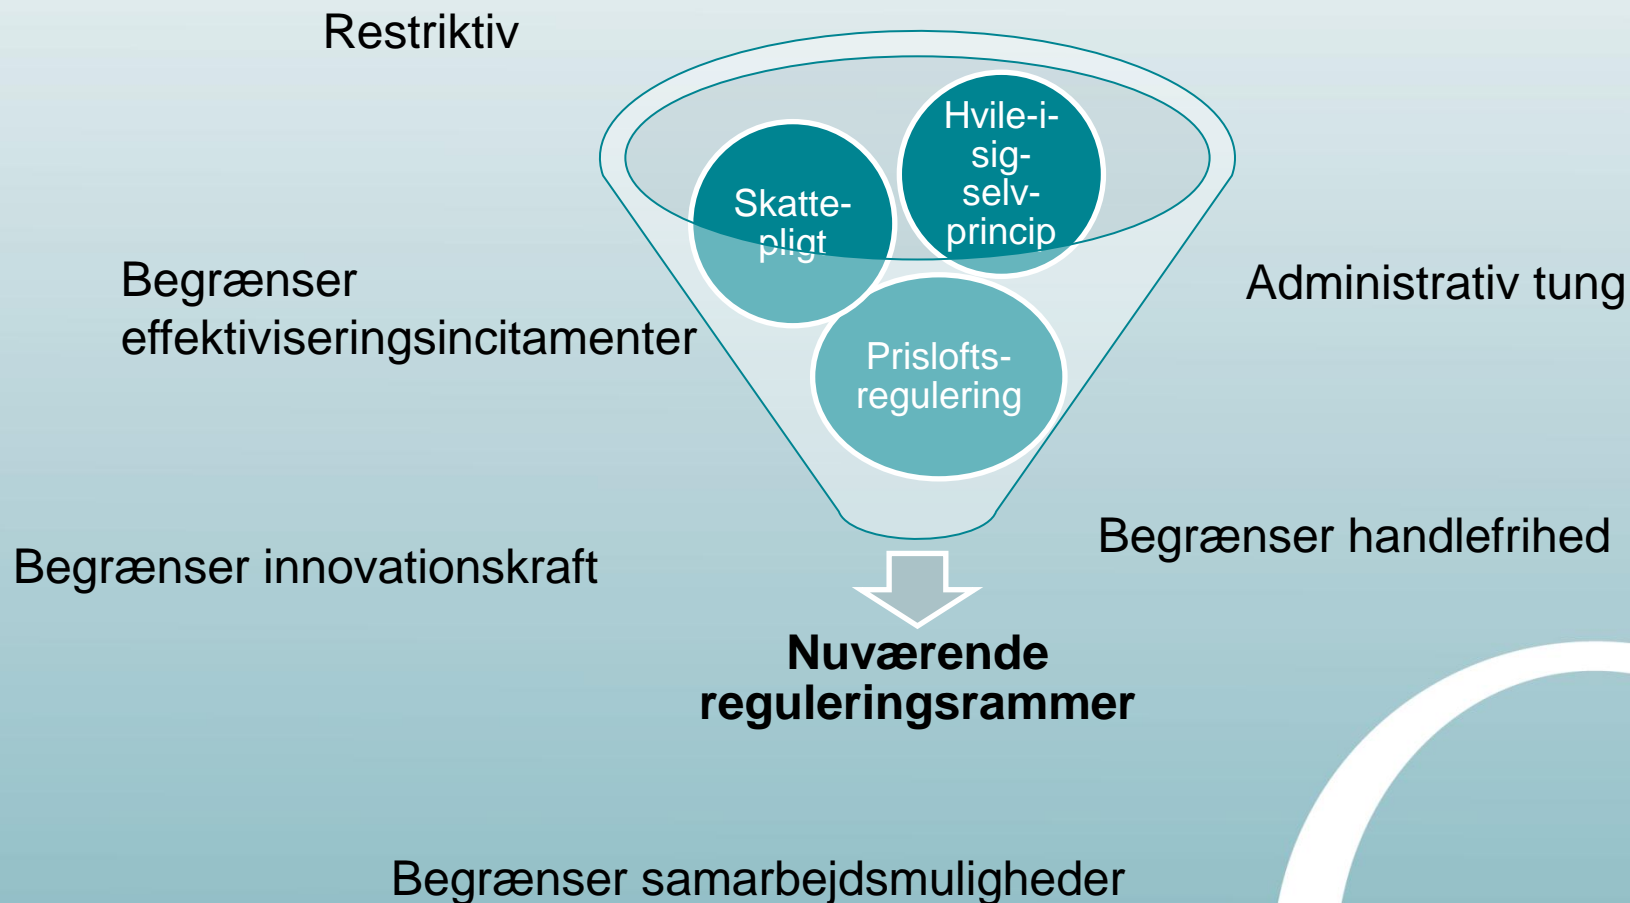 Restriktiv
Hvile-i-
sig-
selv-
princip
Skatte-
pligt
Begrænser
effektiviseringsincitamenter
Administrativ tung
Prislofts-
regulering
Begrænser handlefrihed
Begrænser innovationskraft
Nuværende
reguleringsrammer
Begrænser samarbejdsmuligheder